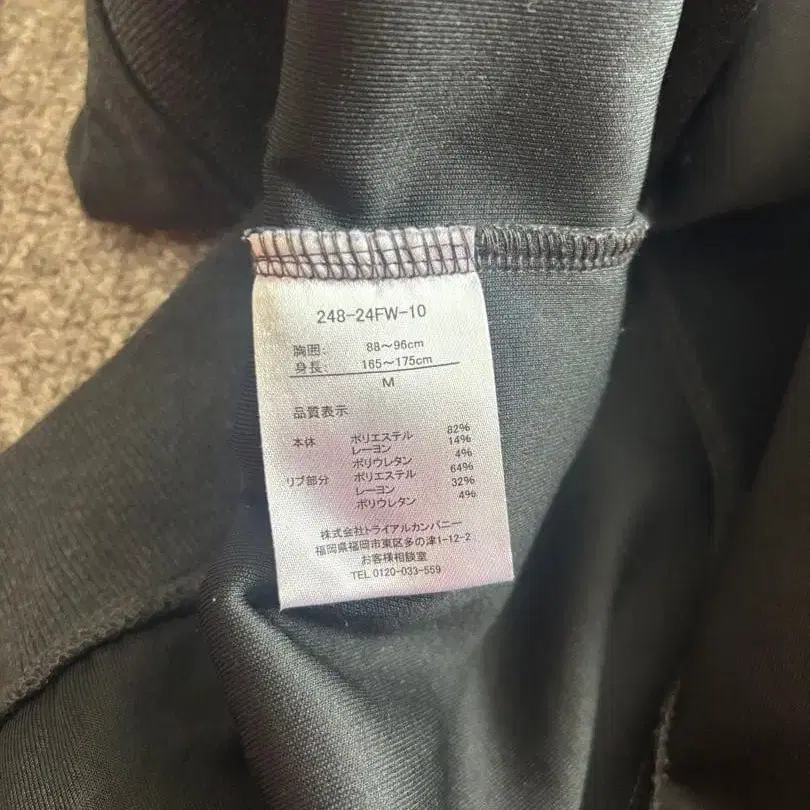 248-24FW-10
胸囲: 88～96cm
身長: 165～175cm
M
品質表示
本体 ポリエステル 82%
レーヨン 14%
ポリウレタン 4%
リブ部分 ポリエステル 64%
レーヨン 32%
ポリウレタン 4%
株式会社トライアルカンパニー
福岡県福岡市東区多の津1-12-2
お客様相談室
TEL 0120-033-559